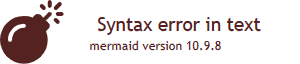 Syntax error in text
mermaid version 10.9.8